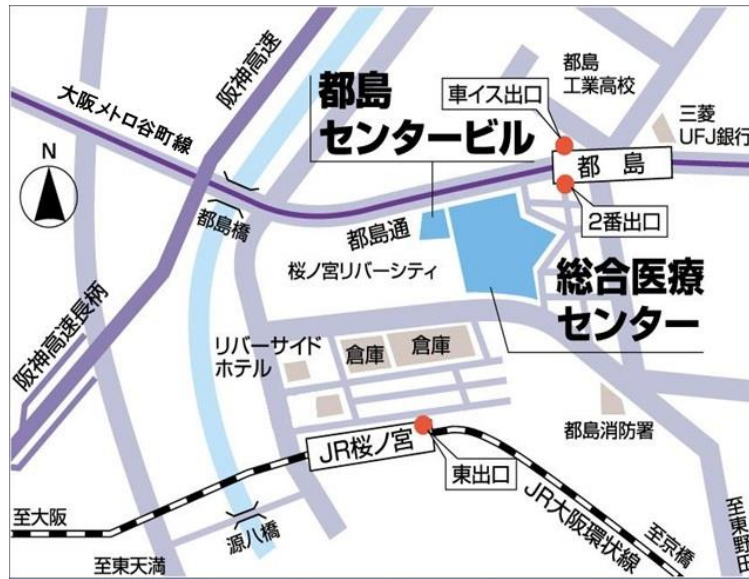 阪神高速
大阪メトロ谷町線
都島
センタービル
都島
工業高校
車イス出口
三菱
UFJ銀行
都島
2番出口
N
都島橋
都島通
桜ノ宮リバーシティ
総合医療
センター
阪神高速長柄
リバーサイド
ホテル
倉庫
倉庫
都島消防署
JR桜ノ宮
東出口
JR大阪環状線
至大阪
至東天満
源八橋
至京橋
至東野田